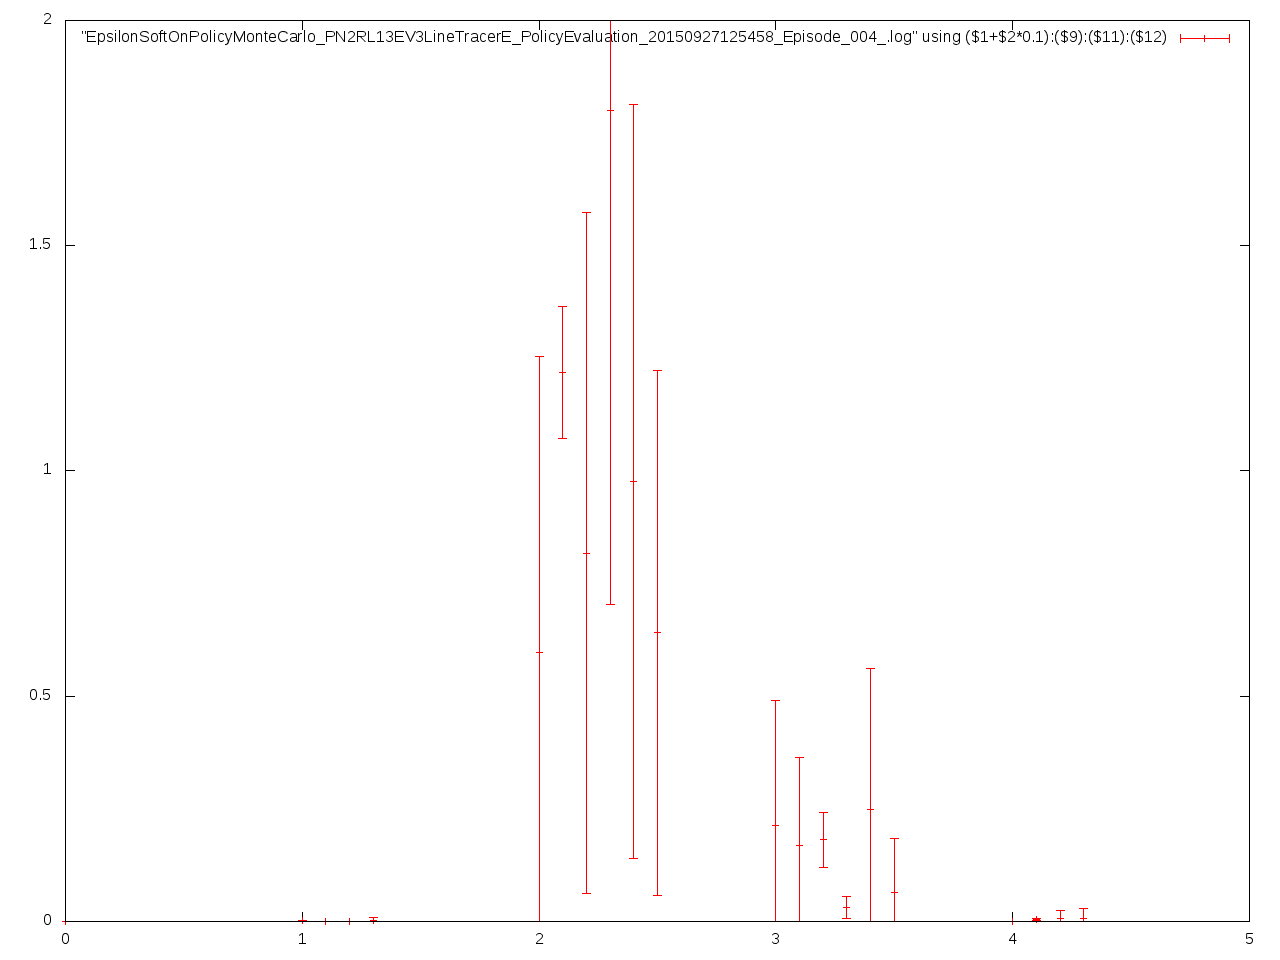 2
"EpsilonSoftOnPolicyMonteCarlo_PN2RL13EV3LineTracerE_PolicyEvaluation_20150927125458_Episode_004_.log" using ($1+$2*0.1):($9):($11):($12)
1.5
1
0.5
0
0 1 2 3 4 5